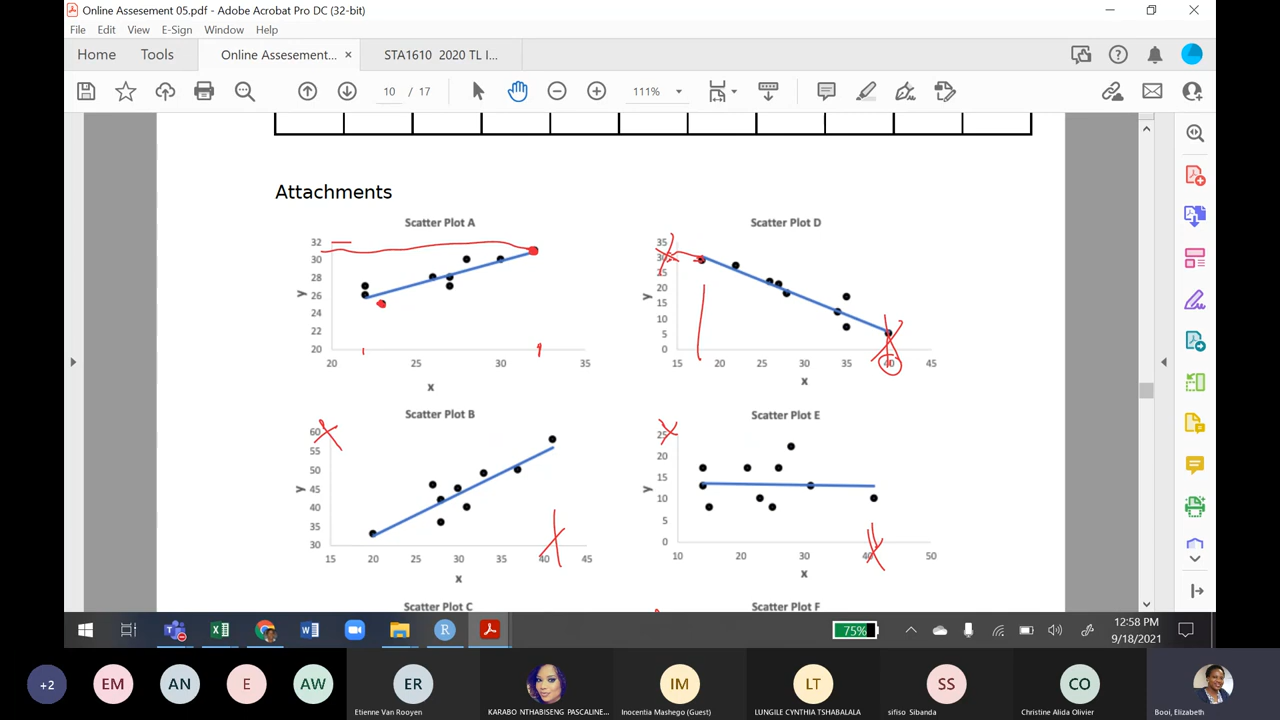 Online Assesement 05.pdf - Adobe Acrobat Pro DC (32-bit)
File Edit View E-Sign Window Help
Home Tools Online Assesement... × STA1610 2020 TL I...
10 / 17 111%
Attachments
Scatter Plot A
32
30
28
26
24
22
20
y
20 25 30 35
x
Scatter Plot D
35
30
25
20
15
10
5
0
y
15 20 25 30 35 40 45
x
Scatter Plot B
60
55
50
45
40
35
30
y
15 20 25 30 35 40 45
x
Scatter Plot E
25
20
15
10
5
0
y
10 20 30 40 50
x
Scatter Plot C
Scatter Plot F
75%
12:58 PM
9/18/2021
+2 EM AN E AW ER IM LT SS CO
Etienne Van Rooyen
KARABO NTHABISENG PASCALINE...
Inocentia Mashego (Guest)
LUNGILE CYNTHIA TSHABALALA
sifiso Sibanda
Christine Alida Olivier
Booi, Elizabeth